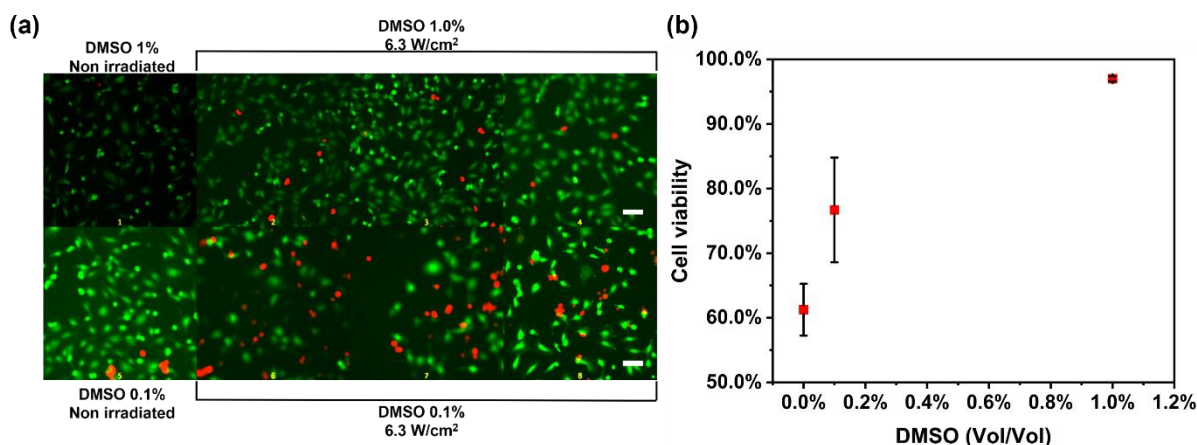 (a)
DMSO 1%
Non irradiated
DMSO 1.0%
6.3 W/cm²
1
2
3
4
5
6
7
8
DMSO 0.1%
Non irradiated
DMSO 0.1%
6.3 W/cm²
(b)
100.0%
90.0%
80.0%
70.0%
60.0%
50.0%
Cell viability
0.0% 0.2% 0.4% 0.6% 0.8% 1.0% 1.2%
DMSO (Vol/Vol)